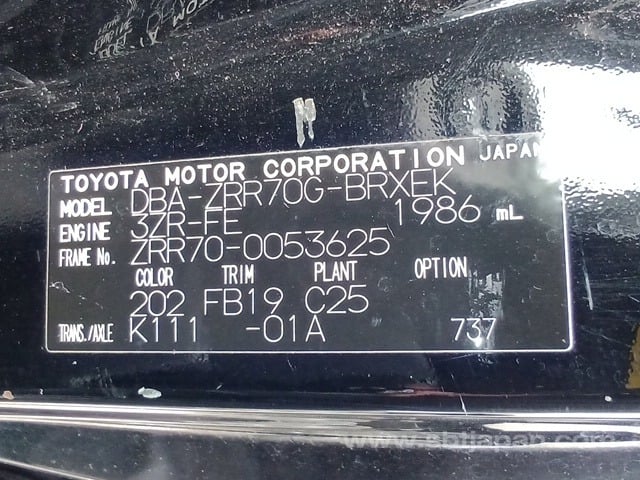 TOYOTA MOTOR CORPORATION JAPAN
MODEL DBA-ZRR70G-BRXEK
ENGINE 3ZR-FE 1986 mL
FRAME No. ZRR70-0053625
COLOR TRIM PLANT OPTION
202 FB19 C25
TRANS./AXLE K111 -01A 737
www.sbtjapan.com